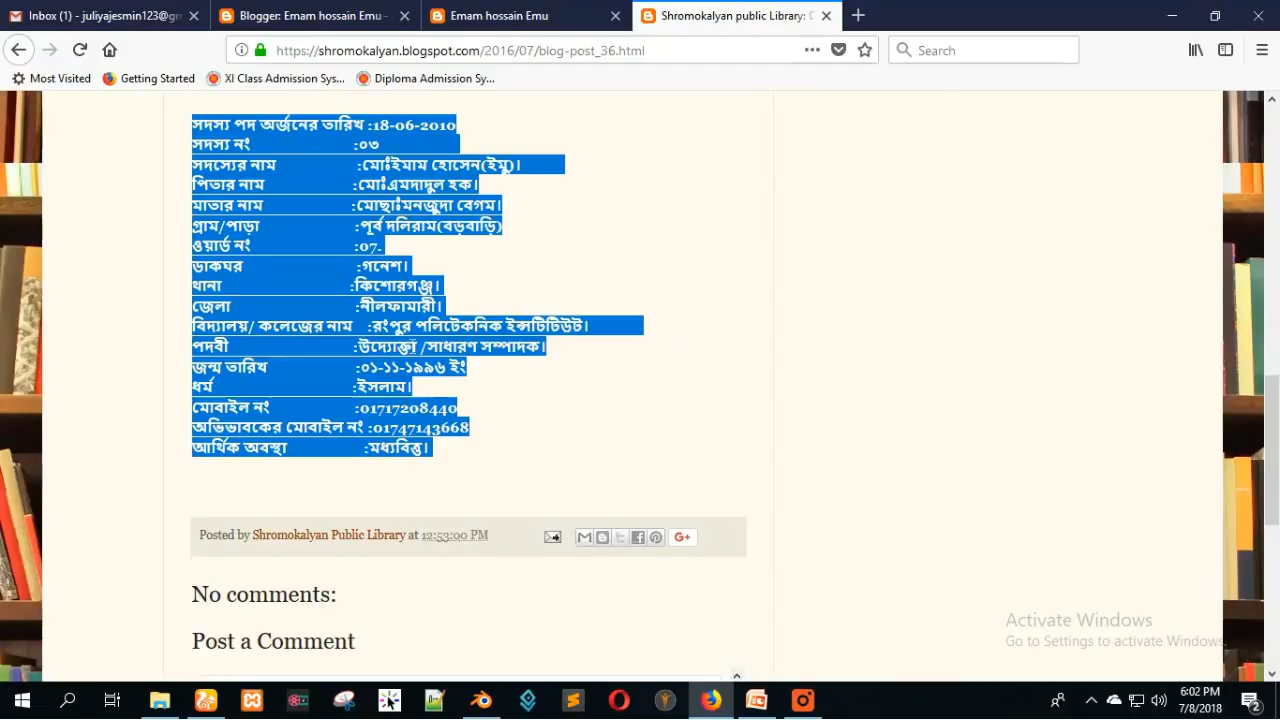 Inbox (1) - juliyajesmin123@gm
Blogger: Emam hossain Emu -
Emam hossain Emu
Shromokalyan public Library: C
https://shromokalyan.blogspot.com/2016/07/blog-post_36.html
Search
Most Visited
Getting Started
XI Class Admission Sys...
Diploma Admission Sy...
সদস্য পদ অর্জনের তারিখ :18-06-2010
সদস্য নং :০৩
সদস্যের নাম :মোঃইমাম হোসেন(ইমু)।
পিতার নাম :মোঃএমদাদুল হক।
মাতার নাম :মোছাঃমনজুদা বেগম।
গ্রাম/পাড়া :পূর্ব দলিরাম(বড়বাড়ি)
ওয়ার্ড নং :07.
ডাকঘর :গনেশ।
থানা :কিশোরগঞ্জ।
জেলা :নীলফামারী।
বিদ্যালয়/ কলেজের নাম :রংপুর পলিটেকনিক ইন্সটিটিউট।
পদবী :উদ্যোক্তা /সাধারণ সম্পাদক।
জন্ম তারিখ :০১-১১-১৯৯৬ ইং
ধর্ম :ইসলাম।
মোবাইল নং :01717208440
অভিভাবকের মোবাইল নং :01747143668
আর্থিক অবস্থা :মধ্যবিত্ত।
Posted by Shromokalyan Public Library at 12:53:00 PM
No comments:
Post a Comment
Activate Windows
Go to Settings to activate Windows.
6:02 PM
7/8/2018